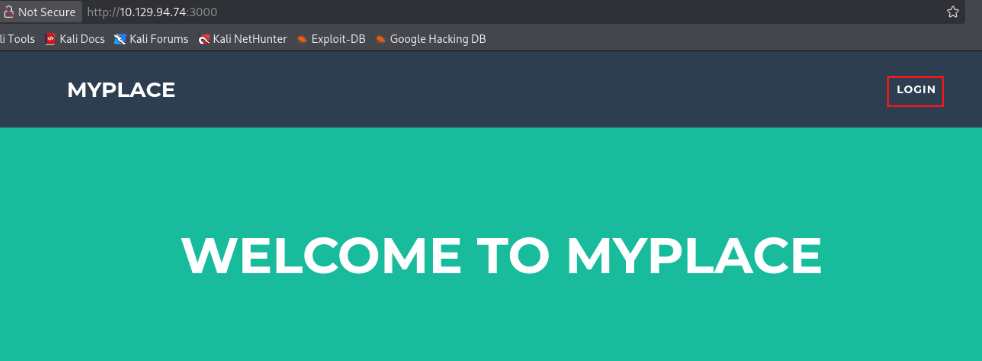 Not Secure http://10.129.94.74:3000
li Tools Kali Docs Kali Forums Kali NetHunter Exploit-DB Google Hacking DB
MYPLACE LOGIN
WELCOME TO MYPLACE